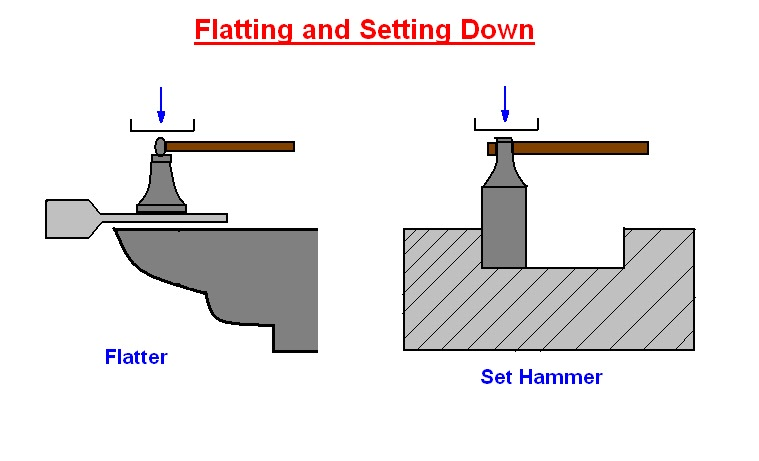 Flatting and Setting Down
Flatter
Set Hammer